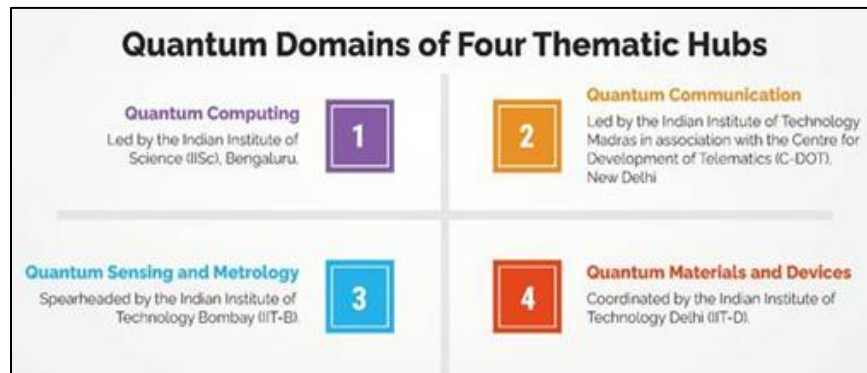 Quantum Domains of Four Thematic Hubs
Quantum Computing
Led by the Indian Institute of
Science (IISc), Bengaluru.
1
2
Quantum Communication
Led by the Indian Institute of Technology
Madras in association with the Centre for
Development of Telematics (C-DOT),
New Delhi
Quantum Sensing and Metrology
Spearheaded by the Indian Institute of
Technology Bombay (IIT-B).
3
4
Quantum Materials and Devices
Coordinated by the Indian Institute of
Technology Delhi (IIT-D).